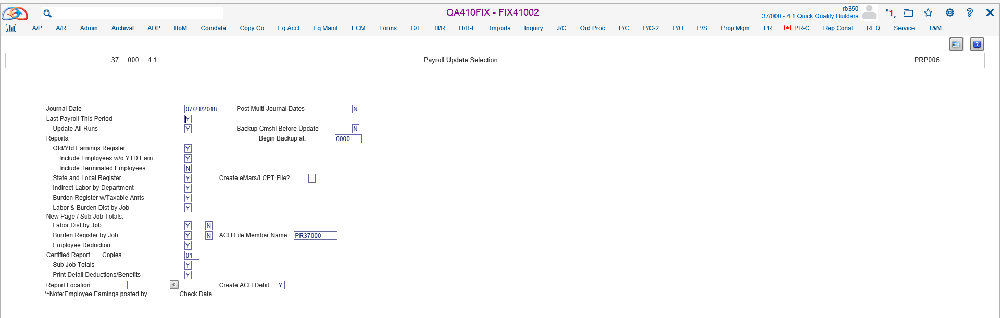 QA410FIX - FIX41002
rb350
37/000 - 4.1 Quick Quality Builders
1
A/P A/R Admin Archival ADP BoM Comdata Copy Co Eq Acct Eq Maint ECM Forms G/L H/R H/R-E Imports Inquiry J/C Ord Proc P/C P/C-2 P/O P/S Prop Mgm PR PR-C Rep Const REQ Service T&M
37 000 4.1 Payroll Update Selection PRP006
Journal Date 07/21/2018 Post Multi-Journal Dates N
Last Payroll This Period Y
Update All Runs Y Backup Cmsfil Before Update N
Reports: Begin Backup at: 0000
Qtd/Ytd Earnings Register Y
Include Employees w/o YTD Earn Y
Include Terminated Employees N
State and Local Register Y Create eMars/LCPT File?
Indirect Labor by Department Y
Burden Register w/Taxable Amts Y
Labor & Burden Dist by Job Y
New Page / Sub Job Totals:
Labor Dist by Job Y N
Burden Register by Job Y N ACH File Member Name PR37000
Employee Deduction Y
Certified Report Copies 01
Sub Job Totals Y
Print Detail Deductions/Benefits Y
Report Location < Create ACH Debit Y
**Note:Employee Earnings posted by Check Date